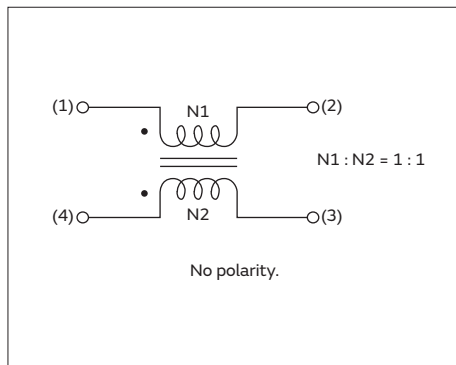 (1)
N1
(2)
N1 : N2 = 1 : 1
(4)
N2
(3)
No polarity.